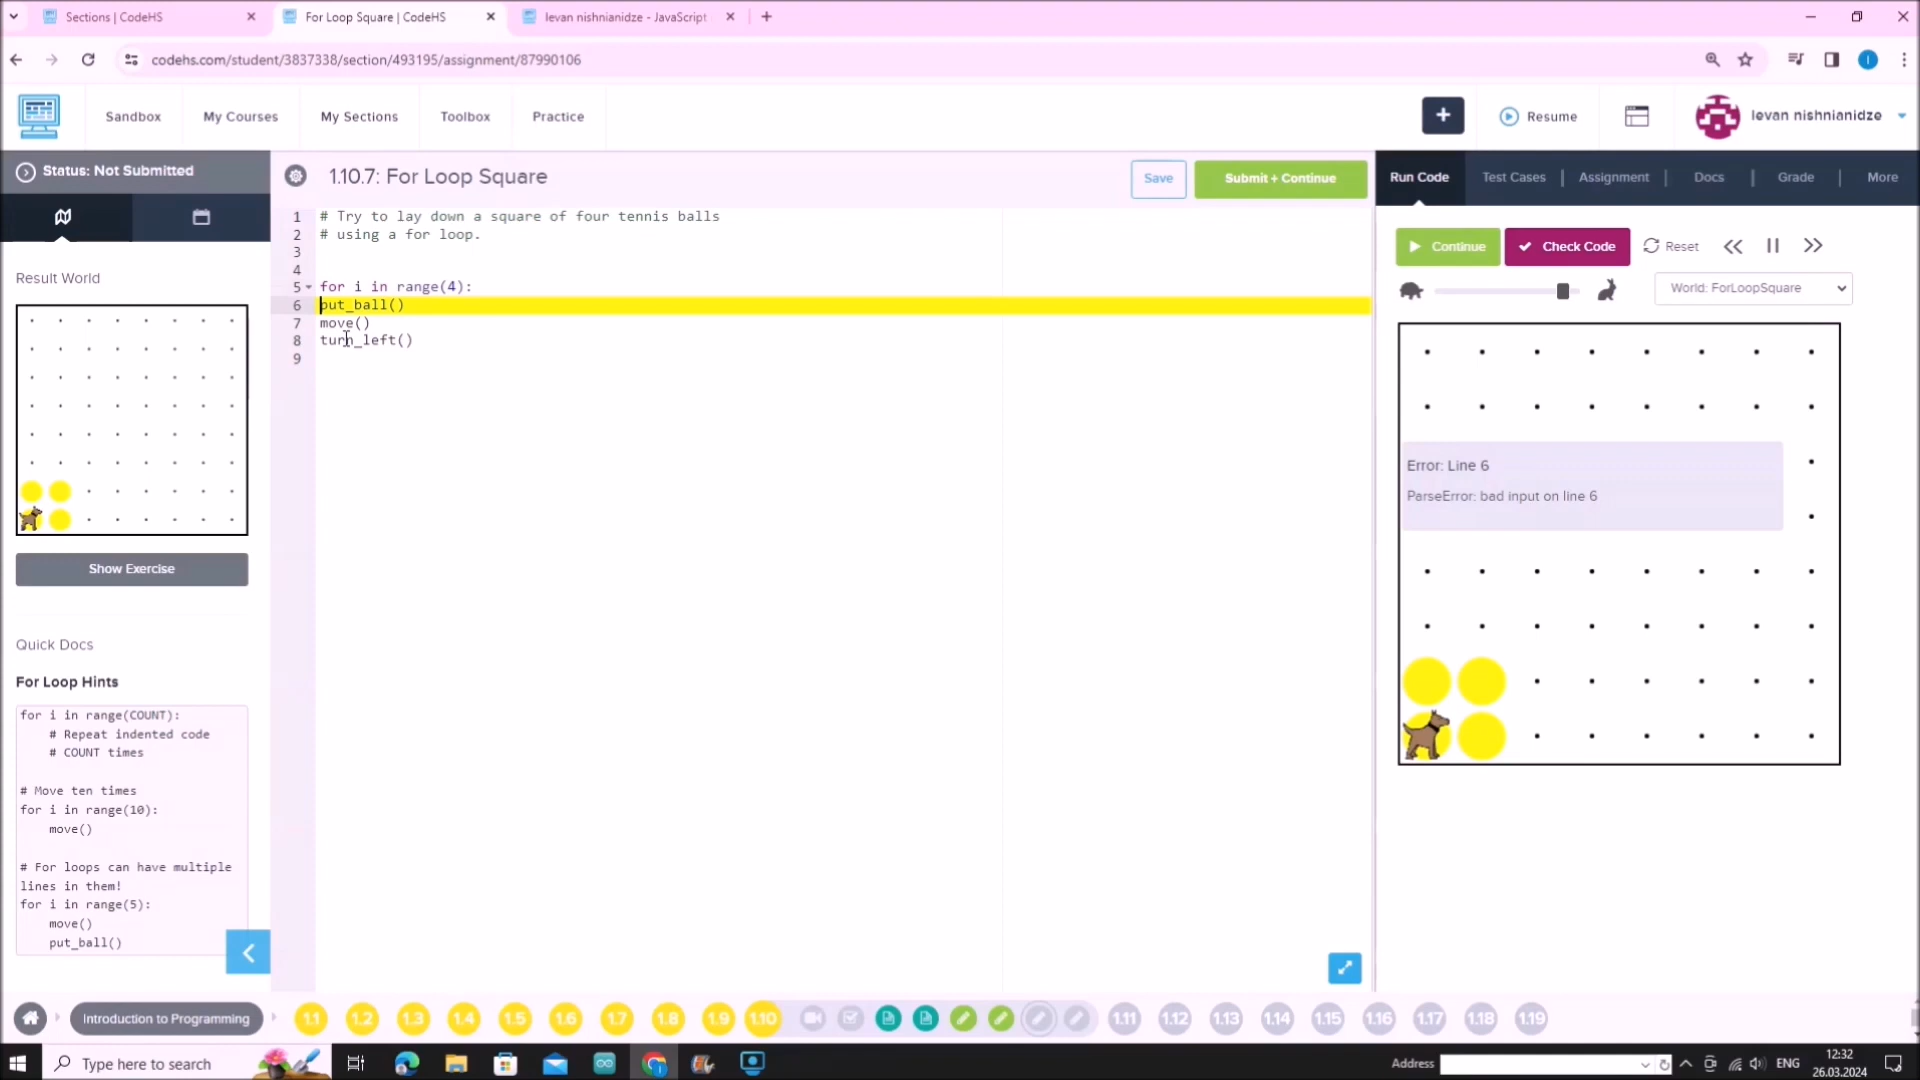 Sections | CodeHS
For Loop Square | CodeHS
levan nishnianidze - JavaScript
codehs.com/student/3837338/section/493195/assignment/87990106
I
Sandbox
My Courses
My Sections
Toolbox
Practice
+
Resume
levan nishnianidze
Status: Not Submitted
1.10.7: For Loop Square
Save
Submit + Continue
Run Code
Test Cases
Assignment
Docs
Grade
More
Result World
Show Exercise
Quick Docs
For Loop Hints
for i in range(COUNT):
# Repeat indented code
# COUNT times
# Move ten times
for i in range(10):
move()
# For loops can have multiple
lines in them!
for i in range(5):
move()
put_ball()
1 # Try to lay down a square of four tennis balls
2 # using a for loop.
3
4
5 for i in range(4):
6 put_ball()
7 move()
8 turn_left()
9
Continue
Check Code
Reset
World: ForLoopSquare
Error: Line 6
ParseError: bad input on line 6
Introduction to Programming
1.1 1.2 1.3 1.4 1.5 1.6 1.7 1.8 1.9 1.10 1.11 1.12 1.13 1.14 1.15 1.16 1.17 1.18 1.19
Type here to search
Address
ENG
12:32
26.03.2024